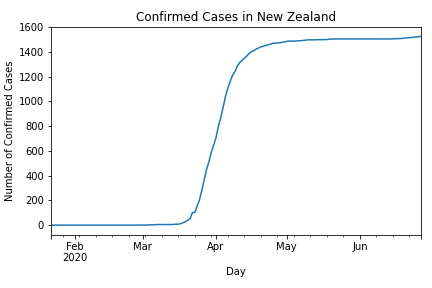 Confirmed Cases in New Zealand
1600
1400
1200
1000
800
600
400
200
0
Number of Confirmed Cases
Feb Mar Apr May Jun
2020
Day